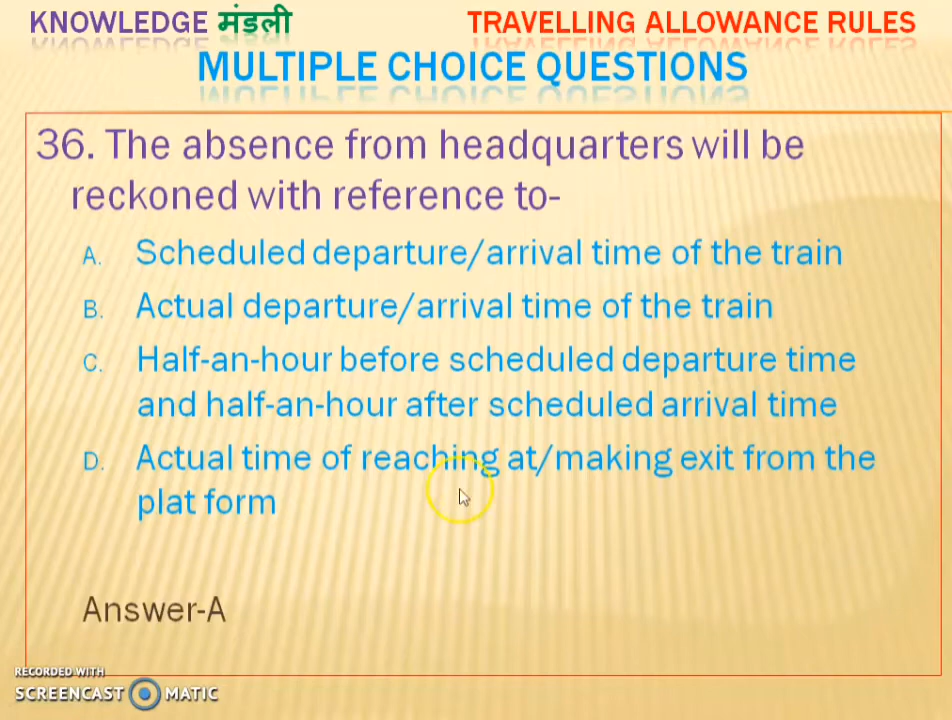 KNOWLEDGE मंडली
TRAVELLING ALLOWANCE RULES
MULTIPLE CHOICE QUESTIONS
36. The absence from headquarters will be
reckoned with reference to-
A. Scheduled departure/arrival time of the train
B. Actual departure/arrival time of the train
C. Half-an-hour before scheduled departure time
and half-an-hour after scheduled arrival time
D. Actual time of reaching at/making exit from the
plat form
Answer-A
RECORDED WITH
SCREENCAST MATIC